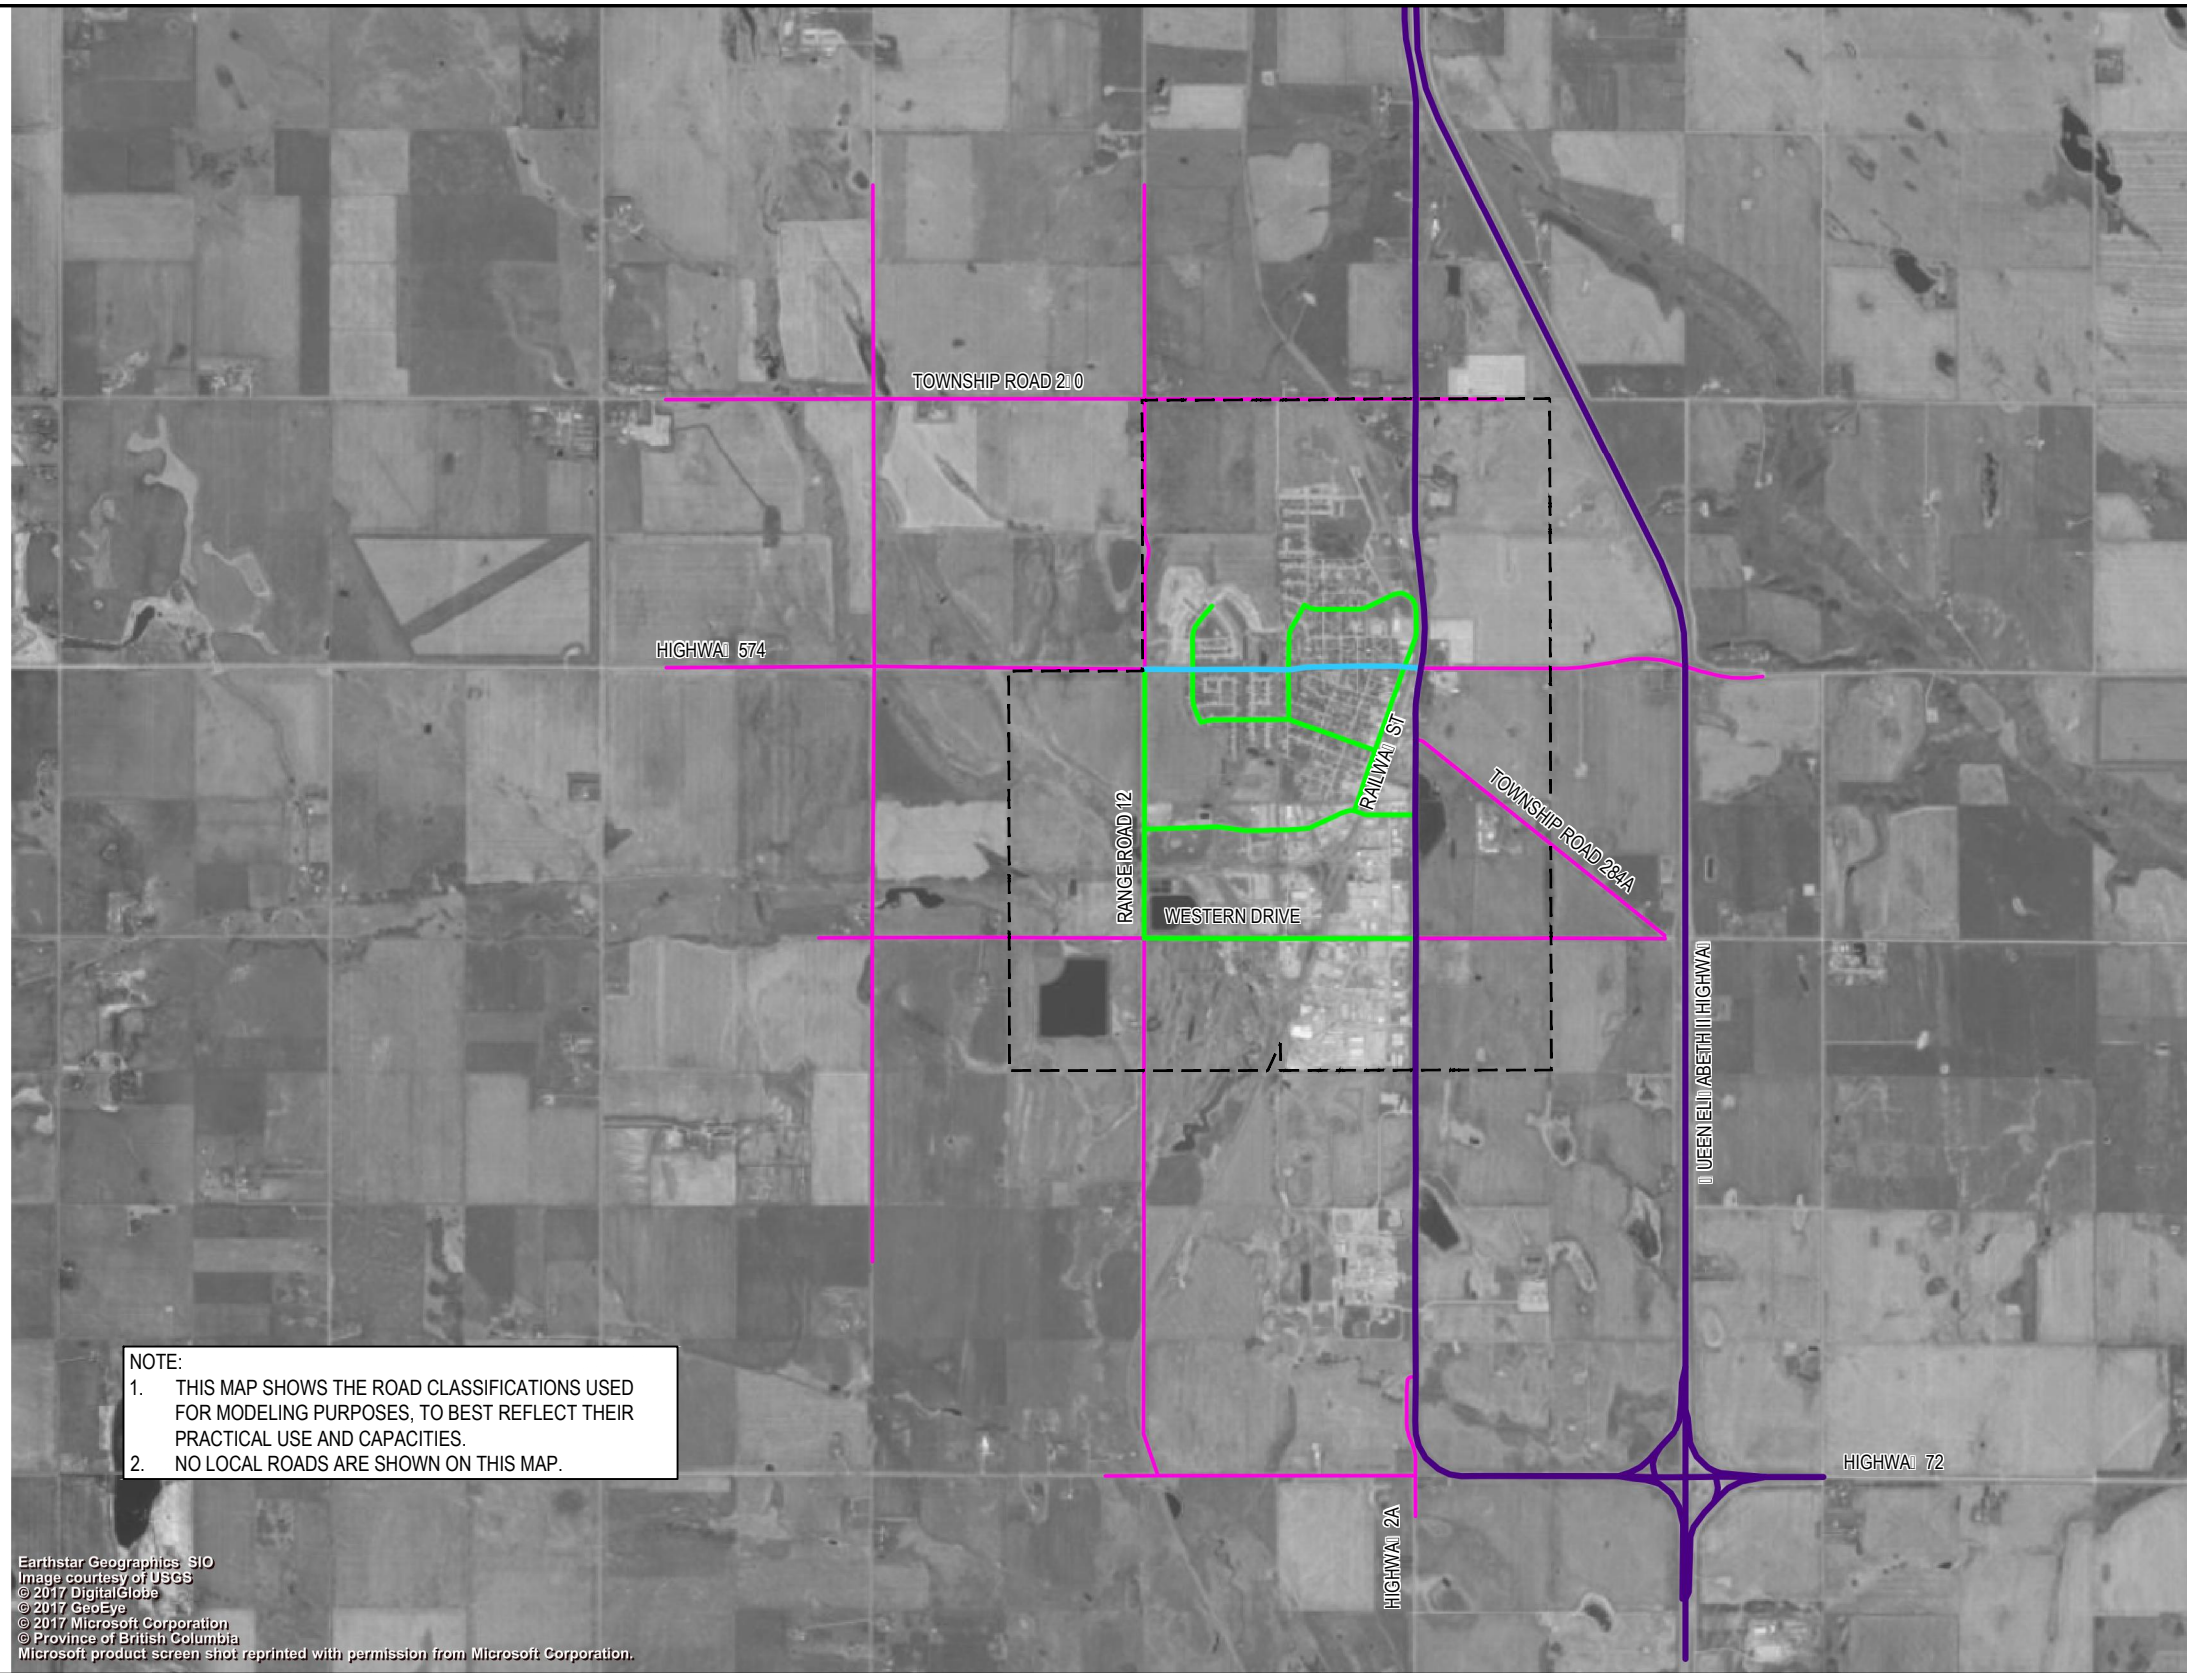 TOWNSHIP ROAD 2▯0
HIGHWA▯ 574
RAILWA▯ ST
TOWNSHIP ROAD 284A
RANGE ROAD 12
WESTERN DRIVE
▯UEEN ELI▯ABETH II HIGHWA▯
HIGHWA▯ 72
HIGHWA▯ 2A
NOTE:
1. THIS MAP SHOWS THE ROAD CLASSIFICATIONS USED
FOR MODELING PURPOSES, TO BEST REFLECT THEIR
PRACTICAL USE AND CAPACITIES.
2. NO LOCAL ROADS ARE SHOWN ON THIS MAP.
Earthstar Geographics SIO
Image courtesy of USGS
© 2017 DigitalGlobe
© 2017 GeoEye
© 2017 Microsoft Corporation
© Province of British Columbia
Microsoft product screen shot reprinted with permission from Microsoft Corporation.